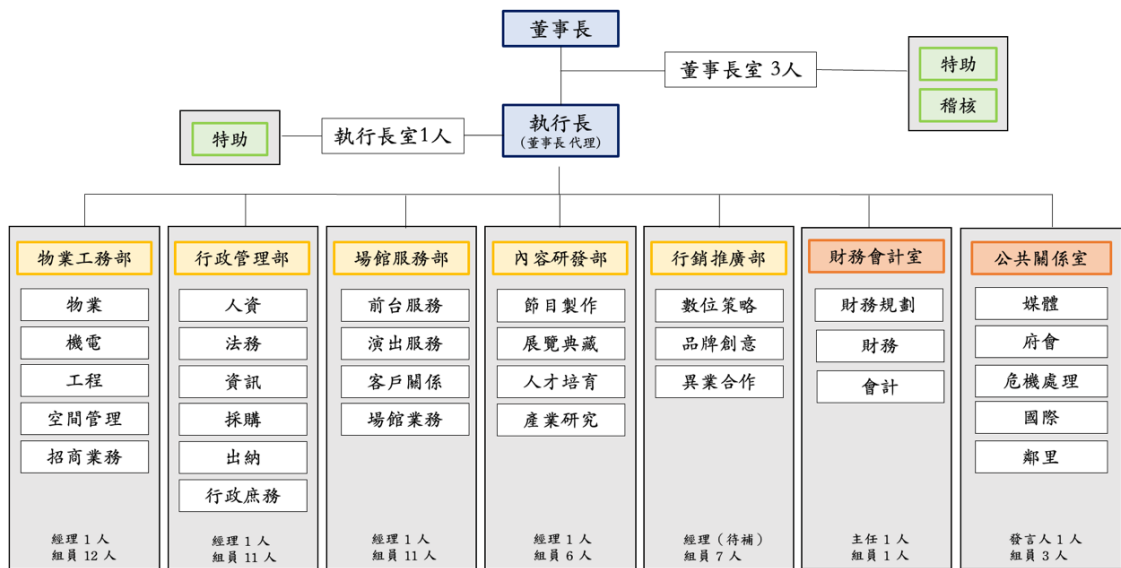 董事長
董事長室 3人
特助
稽核
執行長
(董事長 代理)
執行長室1人
特助
物業工務部
物業
機電
工程
空間管理
招商業務
經理 1 人
組員 12 人
行政管理部
人資
法務
資訊
採購
出納
行政庶務
經理 1 人
組員 11 人
場館服務部
前台服務
演出服務
客戶關係
場館業務
經理 1 人
組員 11 人
內容研發部
節目製作
展覽典藏
人才培育
產業研究
經理 1 人
組員 6 人
行銷推廣部
數位策略
品牌創意
異業合作
經理（待補）
組員 7 人
財務會計室
財務規劃
財務
會計
主任 1 人
組員 1 人
公共關係室
媒體
府會
危機處理
國際
鄰里
發言人 1 人
組員 3 人